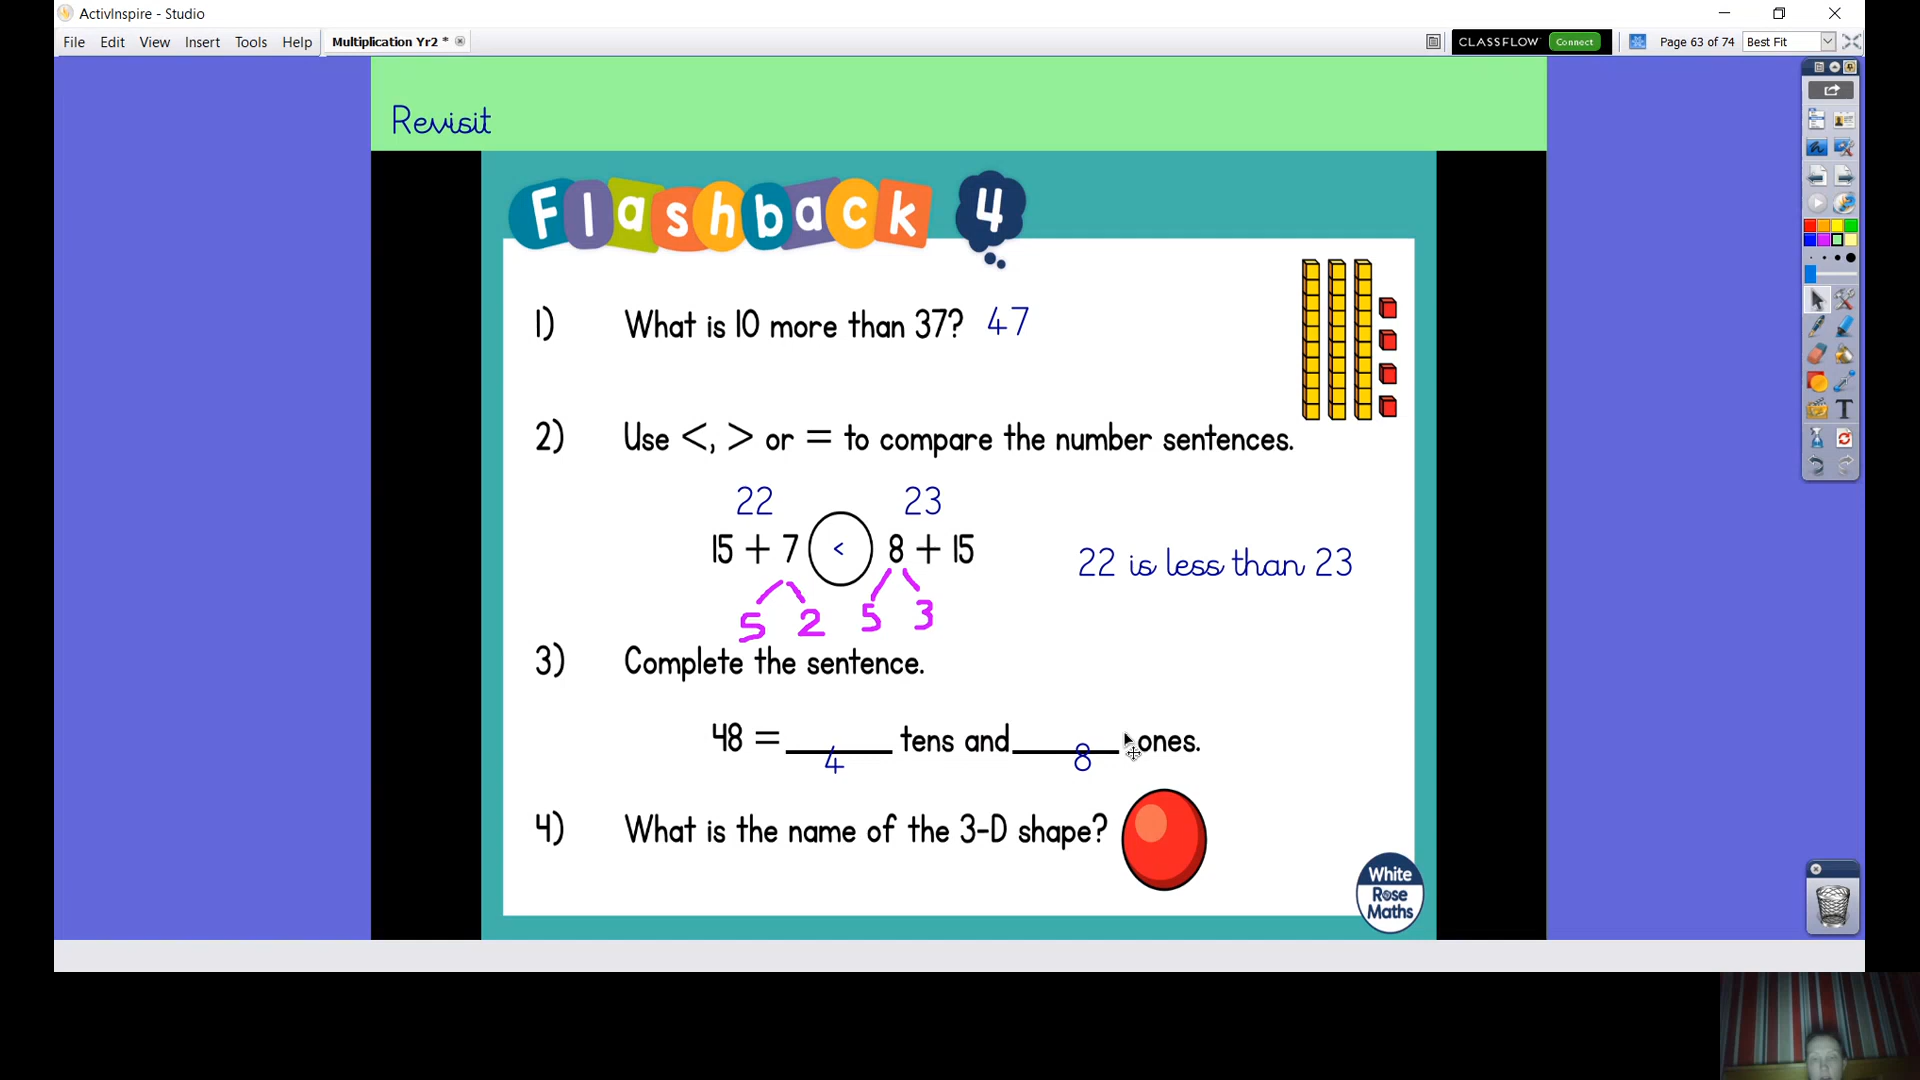 ActivInspire - Studio
File Edit View Insert Tools Help Multiplication Yr2 * CLASSFLOW Connect Page 63 of 74 Best Fit
Revisit
Flashback 4
1) What is 10 more than 37? 47
2) Use <, > or = to compare the number sentences.
22 23
15 + 7 < 8 + 15 22 is less than 23
5 2 5 3
3) Complete the sentence.
48 = ____ tens and ____ ones.
4 8
4) What is the name of the 3-D shape?
White
Rose
Maths